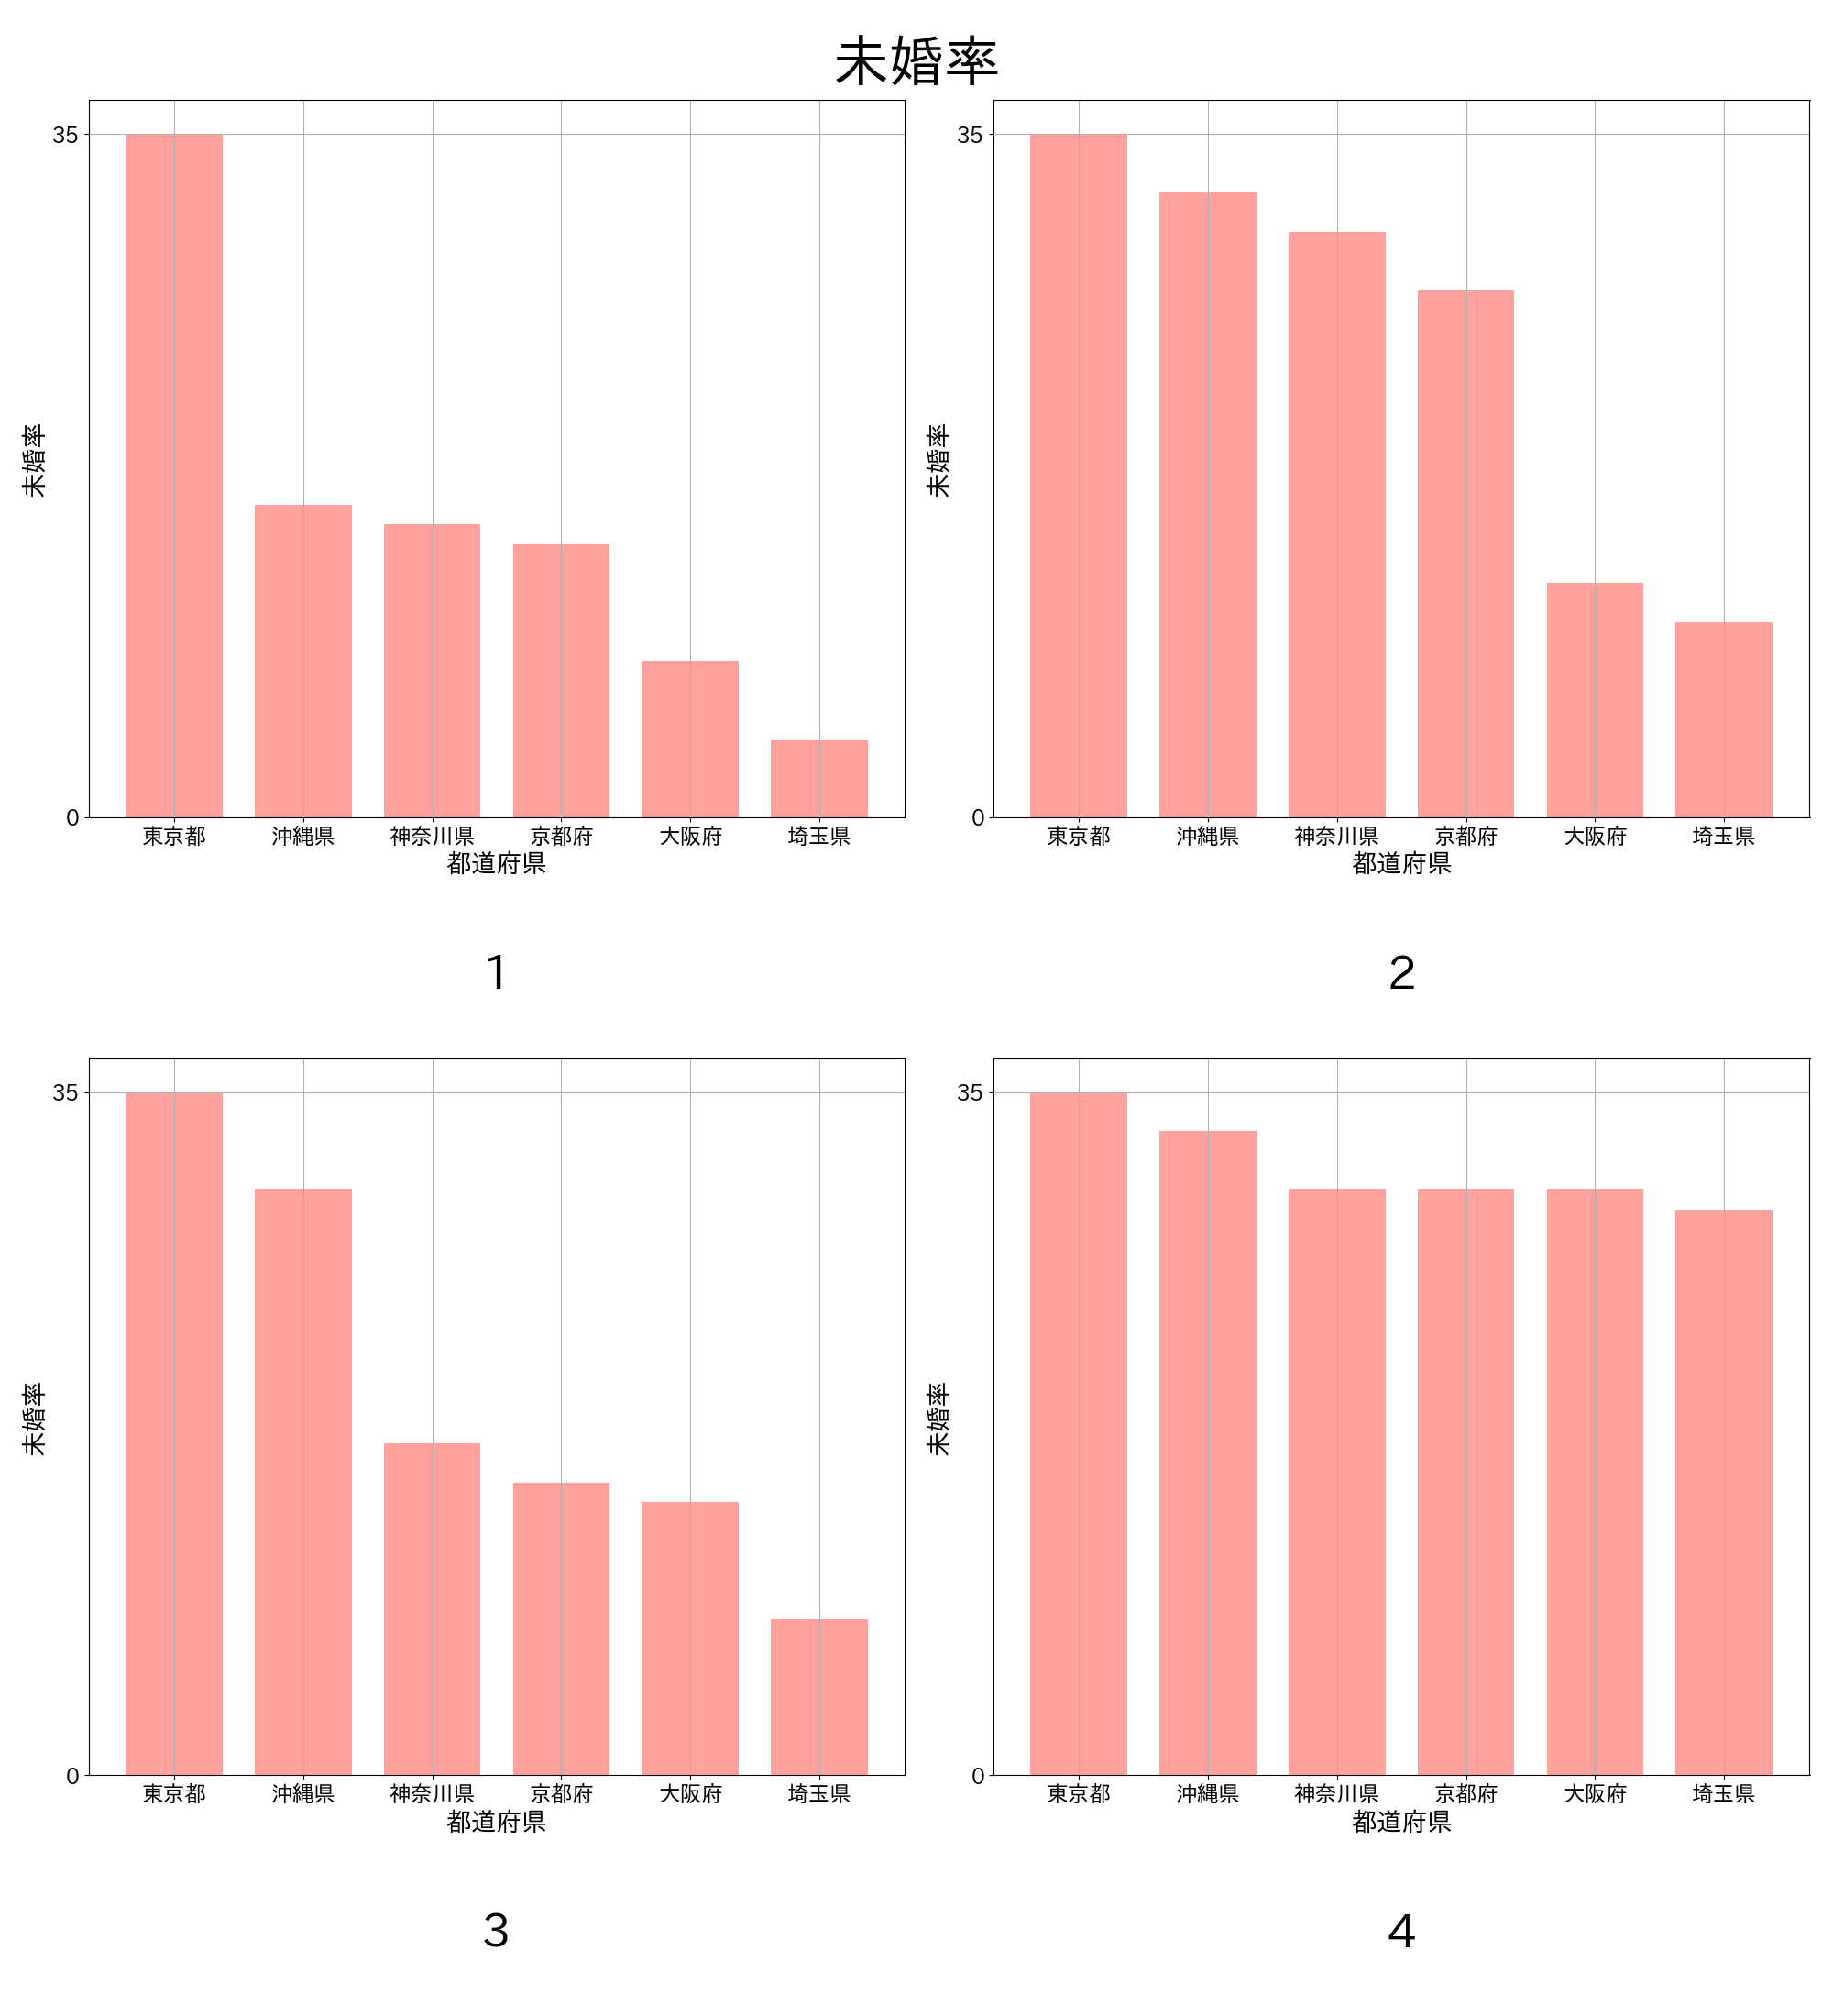 未婚率
35
0
未婚率
東京都 沖縄県 神奈川県 京都府 大阪府 埼玉県
都道府県
1
35
0
未婚率
東京都 沖縄県 神奈川県 京都府 大阪府 埼玉県
都道府県
2
35
0
未婚率
東京都 沖縄県 神奈川県 京都府 大阪府 埼玉県
都道府県
3
35
0
未婚率
東京都 沖縄県 神奈川県 京都府 大阪府 埼玉県
都道府県
4